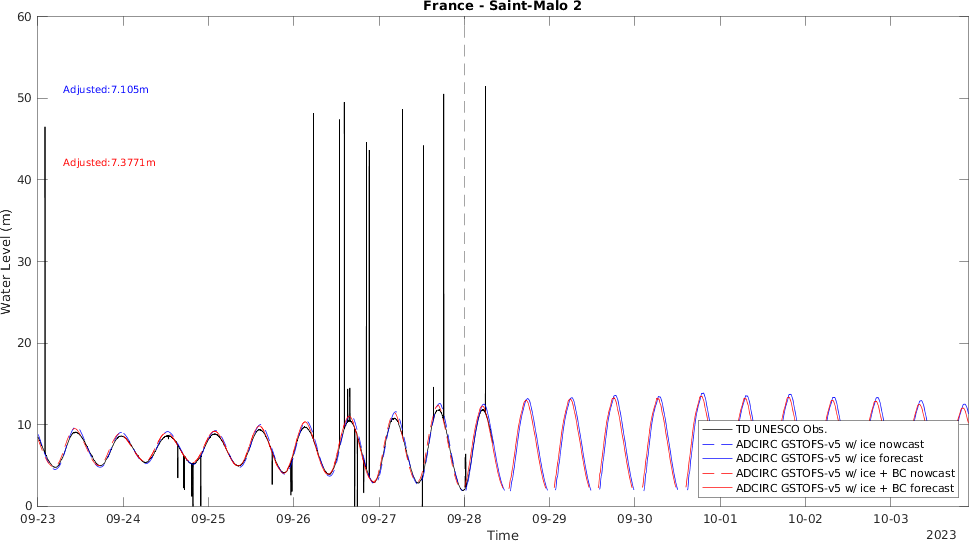 France - Saint-Malo 2
60
50
40
30
20
10
0
Water Level (m)
Adjusted:7.105m
Adjusted:7.3771m
TD UNESCO Obs.
ADCIRC GSTOFS-v5 w/ ice nowcast
ADCIRC GSTOFS-v5 w/ ice forecast
ADCIRC GSTOFS-v5 w/ ice + BC nowcast
ADCIRC GSTOFS-v5 w/ ice + BC forecast
09-23 09-24 09-25 09-26 09-27 09-28 09-29 09-30 10-01 10-02 10-03
Time
2023